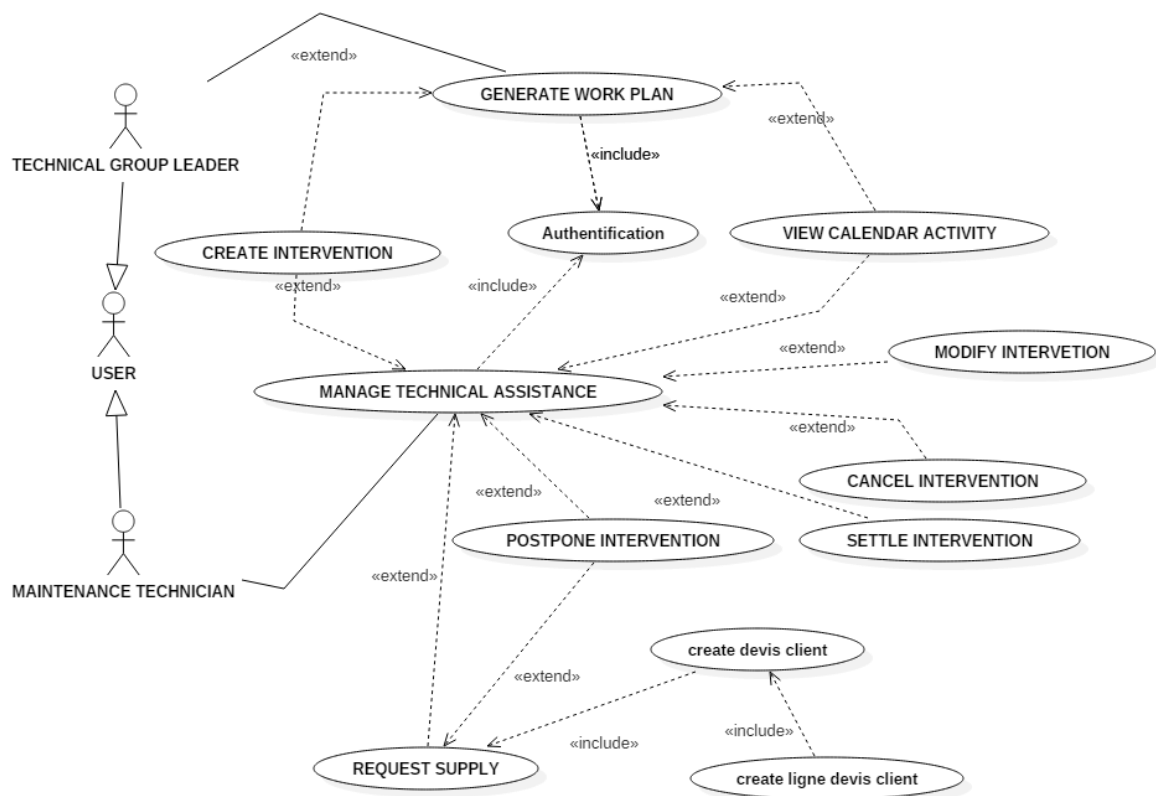 «extend»
GENERATE WORK PLAN
TECHNICAL GROUP LEADER
«extend»
«include»
CREATE INTERVENTION
Authentification
VIEW CALENDAR ACTIVITY
«extend»
«include»
«extend»
USER
«extend»
MODIFY INTERVETION
MANAGE TECHNICAL ASSISTANCE
«extend»
CANCEL INTERVENTION
«extend»
«extend»
POSTPONE INTERVENTION
SETTLE INTERVENTION
MAINTENANCE TECHNICIAN
«extend»
create devis client
«extend»
«include»
«include»
REQUEST SUPPLY
create ligne devis client